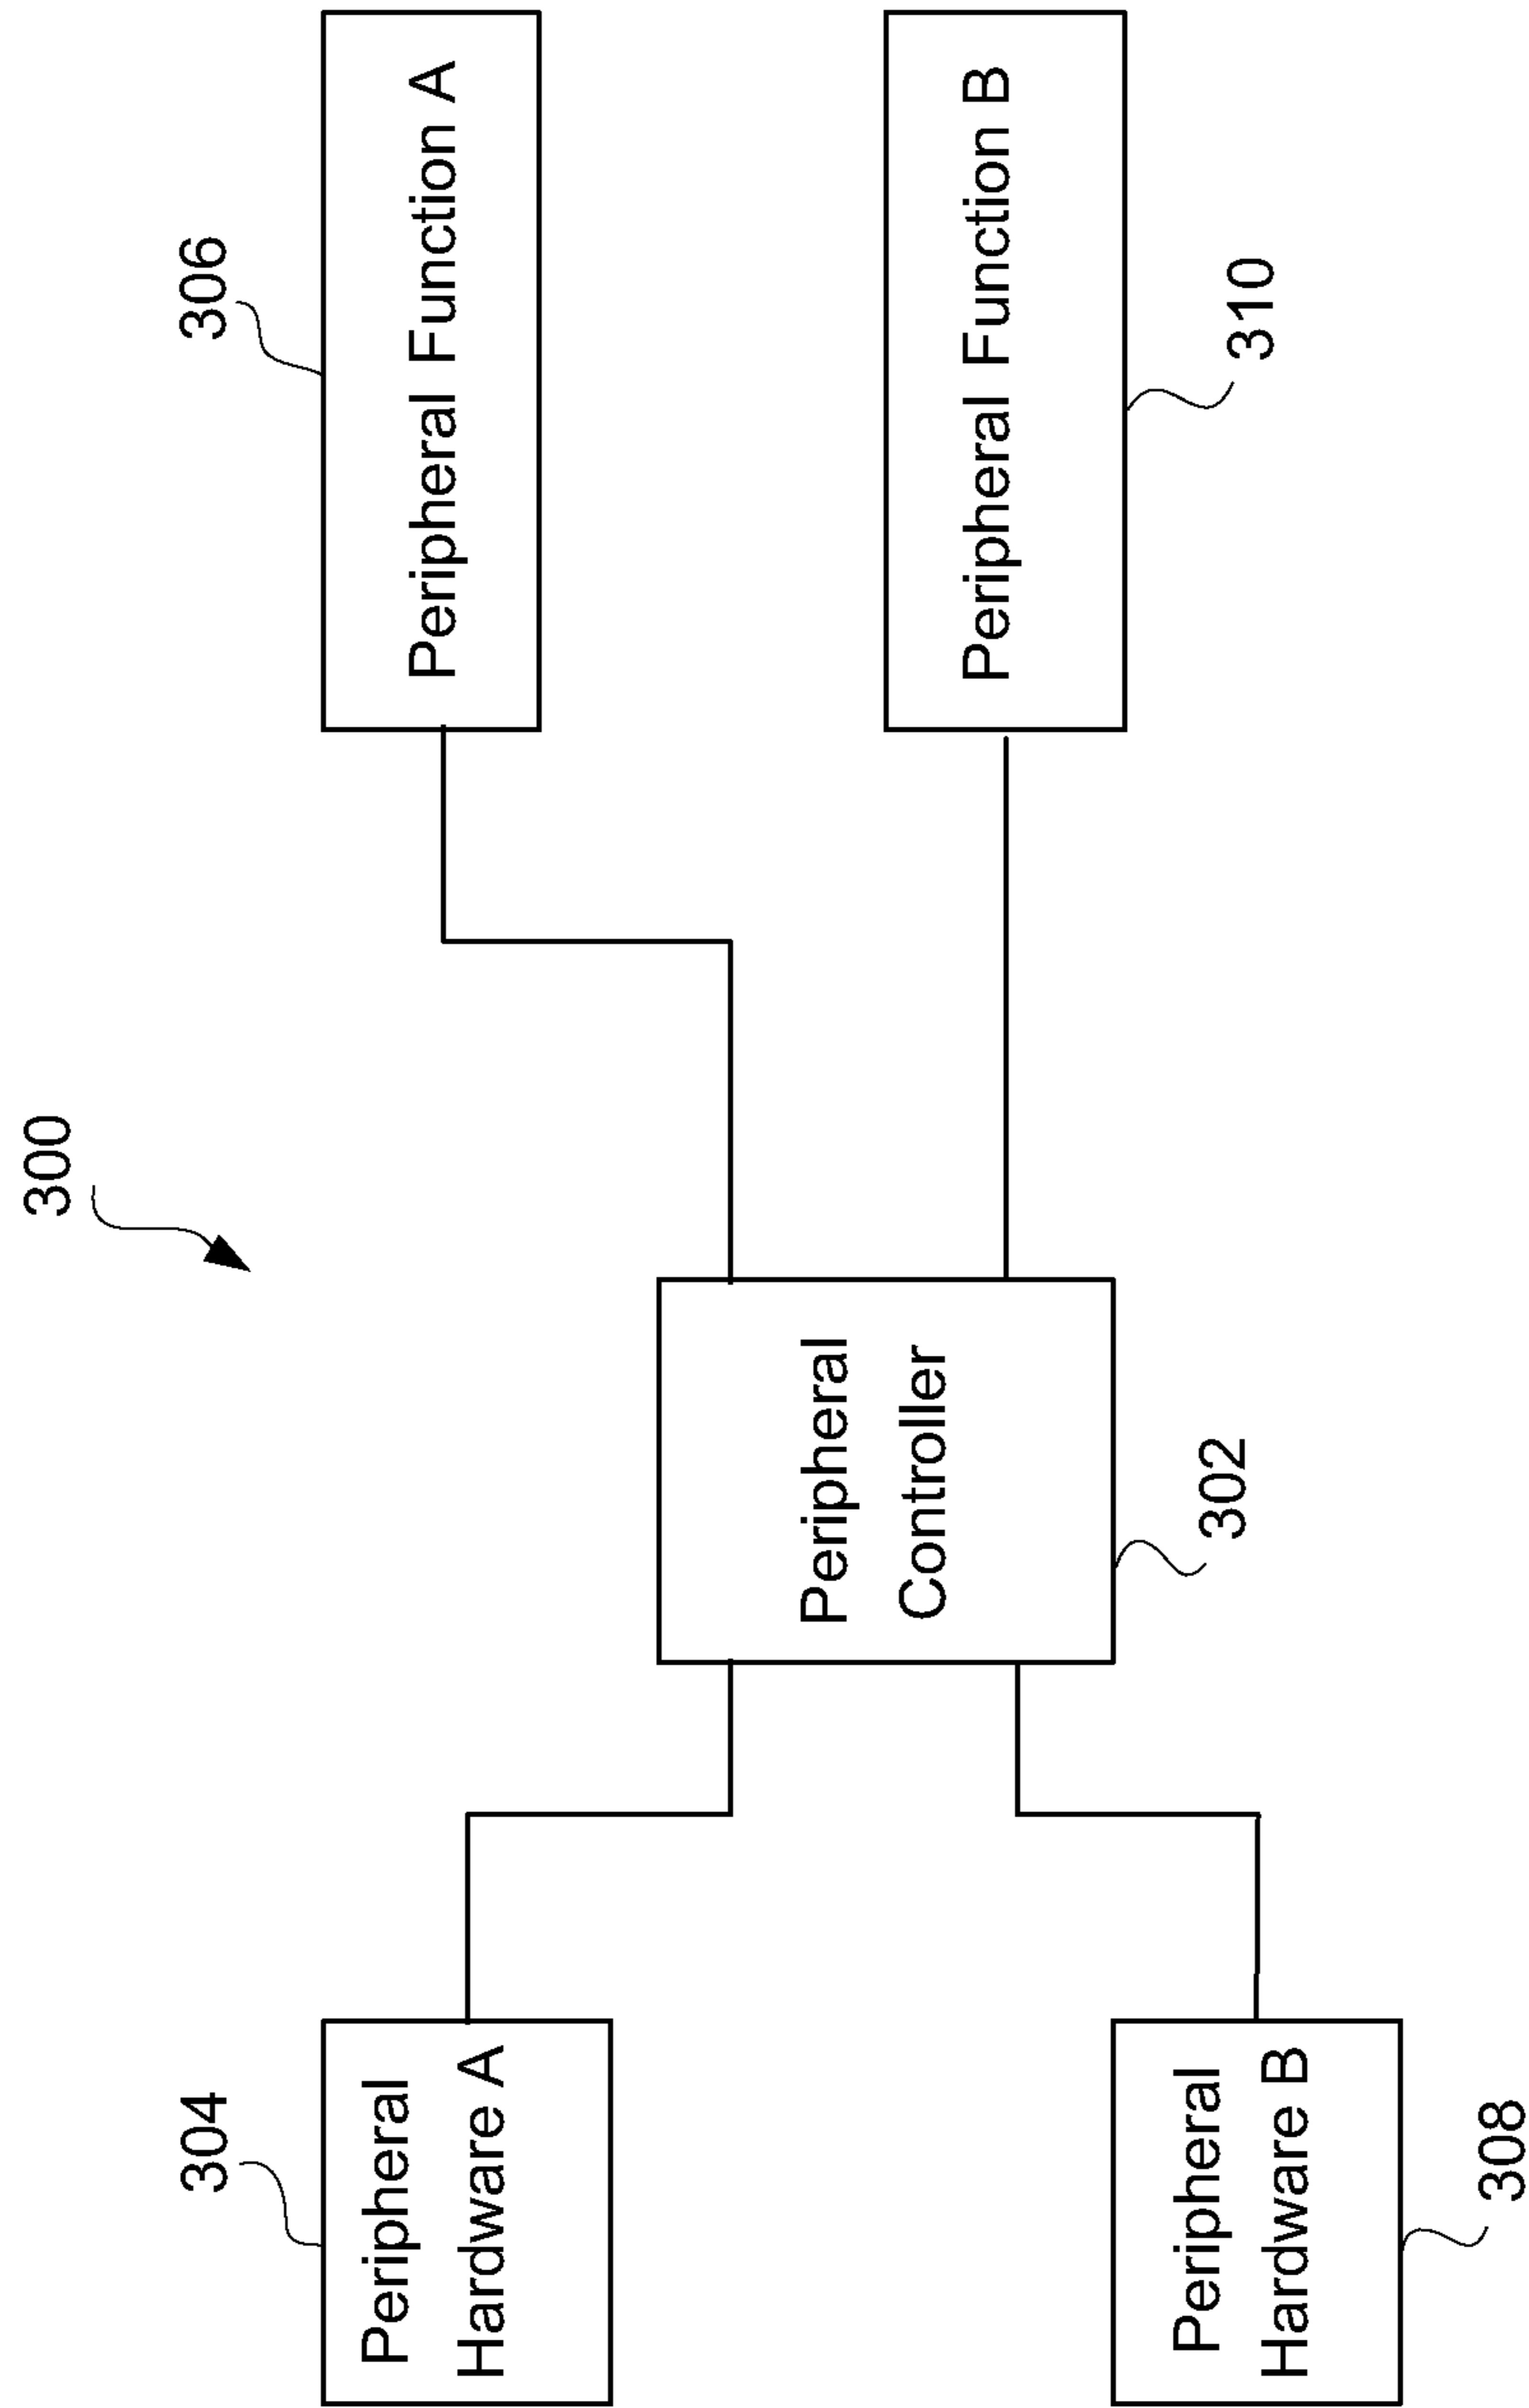 300
304
Peripheral
Hardware A
306
Peripheral Function A
Peripheral
Controller
302
Peripheral Function B
310
Peripheral
Hardware B
308